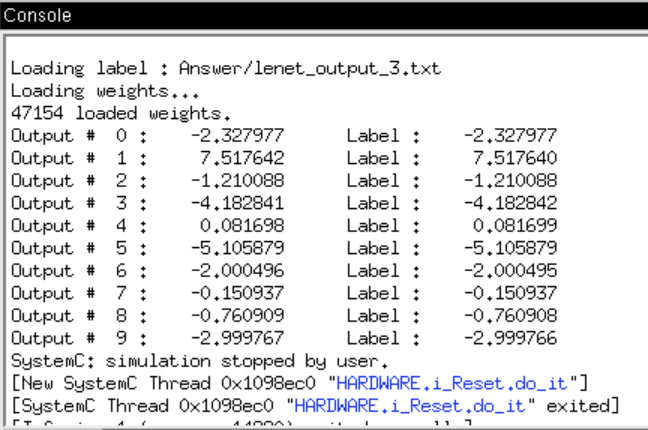 Console
Loading label : Answer/lenet_output_3.txt
Loading weights...
47154 loaded weights.
Output # 0 : -2.327977 Label : -2.327977
Output # 1 : 7.517642 Label : 7.517640
Output # 2 : -1.210088 Label : -1.210088
Output # 3 : -4.182841 Label : -4.182842
Output # 4 : 0.081698 Label : 0.081699
Output # 5 : -5.105879 Label : -5.105879
Output # 6 : -2.000496 Label : -2.000495
Output # 7 : -0.150937 Label : -0.150937
Output # 8 : -0.760909 Label : -0.760908
Output # 9 : -2.999767 Label : -2.999766
SystemC: simulation stopped by user.
[New SystemC Thread 0x1098ec0 "HARDWARE.i_Reset.do_it"]
[SystemC Thread 0x1098ec0 "HARDWARE.i_Reset.do_it" exited]